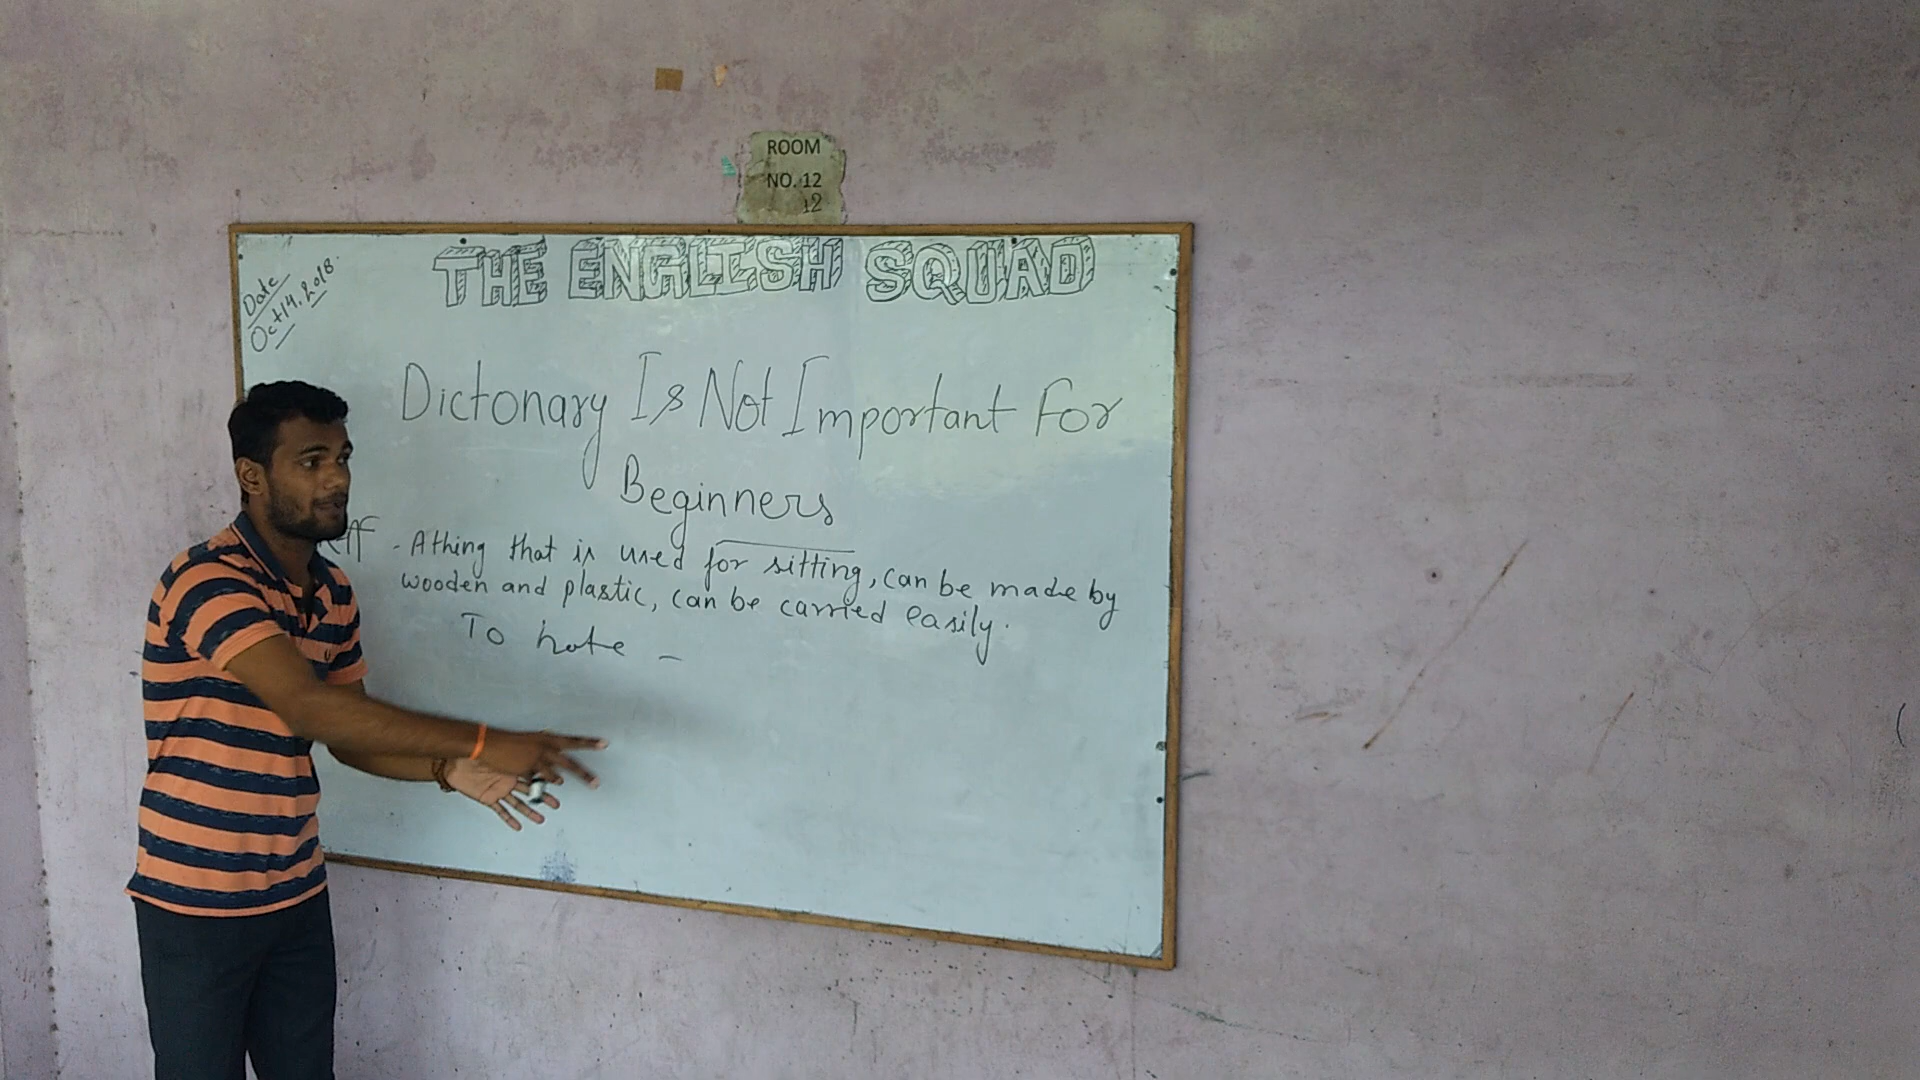 ROOM
NO. 12
12
THE ENGLISH SQUAD
Date
Oct 14, 2018.
Dictonary Is Not Important For
Beginners
- A thing that is used for sitting, can be made by
wooden and plastic, can be carried easily.
To hate -